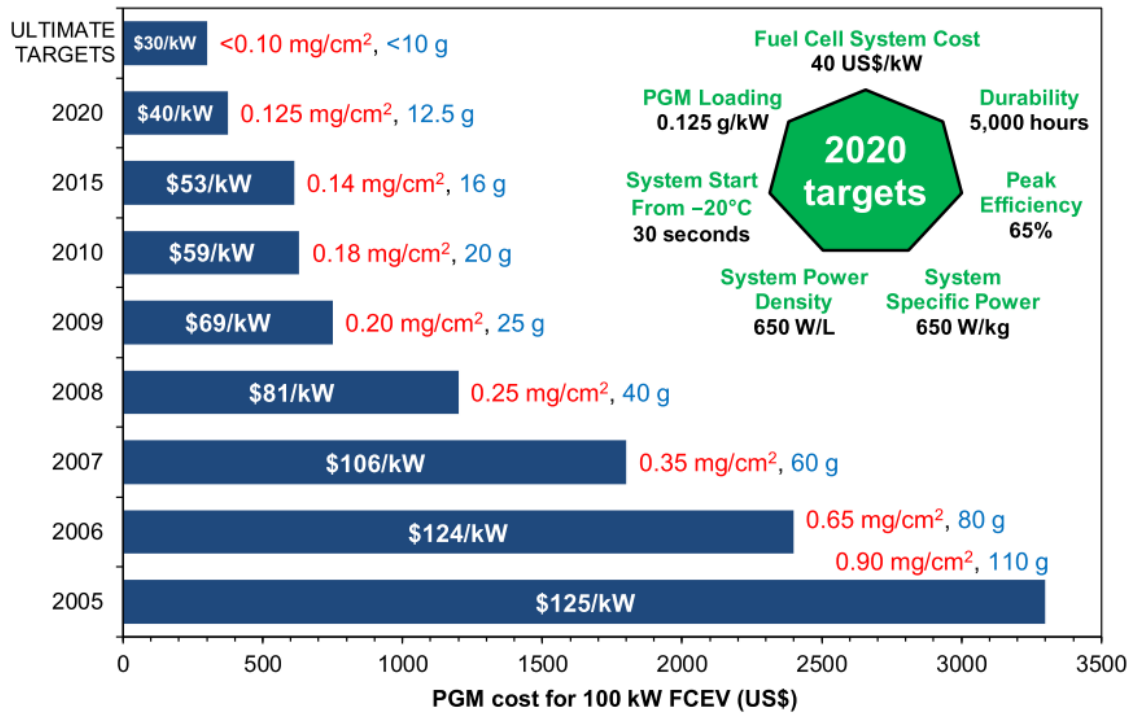 ULTIMATE
TARGETS
$30/kW
<0.10 mg/cm², <10 g
2020
$40/kW
0.125 mg/cm², 12.5 g
2015
$53/kW
0.14 mg/cm², 16 g
2010
$59/kW
0.18 mg/cm², 20 g
2009
$69/kW
0.20 mg/cm², 25 g
2008
$81/kW
0.25 mg/cm², 40 g
2007
$106/kW
0.35 mg/cm², 60 g
2006
$124/kW
0.65 mg/cm², 80 g
2005
$125/kW
0.90 mg/cm², 110 g
0 500 1000 1500 2000 2500 3000 3500
PGM cost for 100 kW FCEV (US$)
Fuel Cell System Cost
40 US$/kW
PGM Loading
0.125 g/kW
Durability
5,000 hours
2020
targets
System Start
From −20°C
30 seconds
Peak
Efficiency
65%
System Power
Density
650 W/L
System
Specific Power
650 W/kg